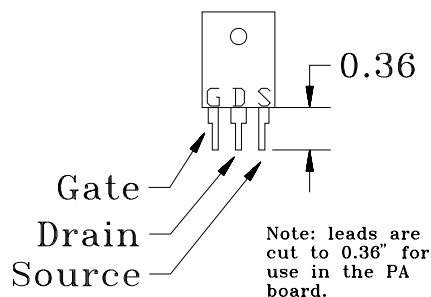 0.36
G D S
Gate
Drain
Source
Note: leads are
cut to 0.36" for
use in the PA
board.